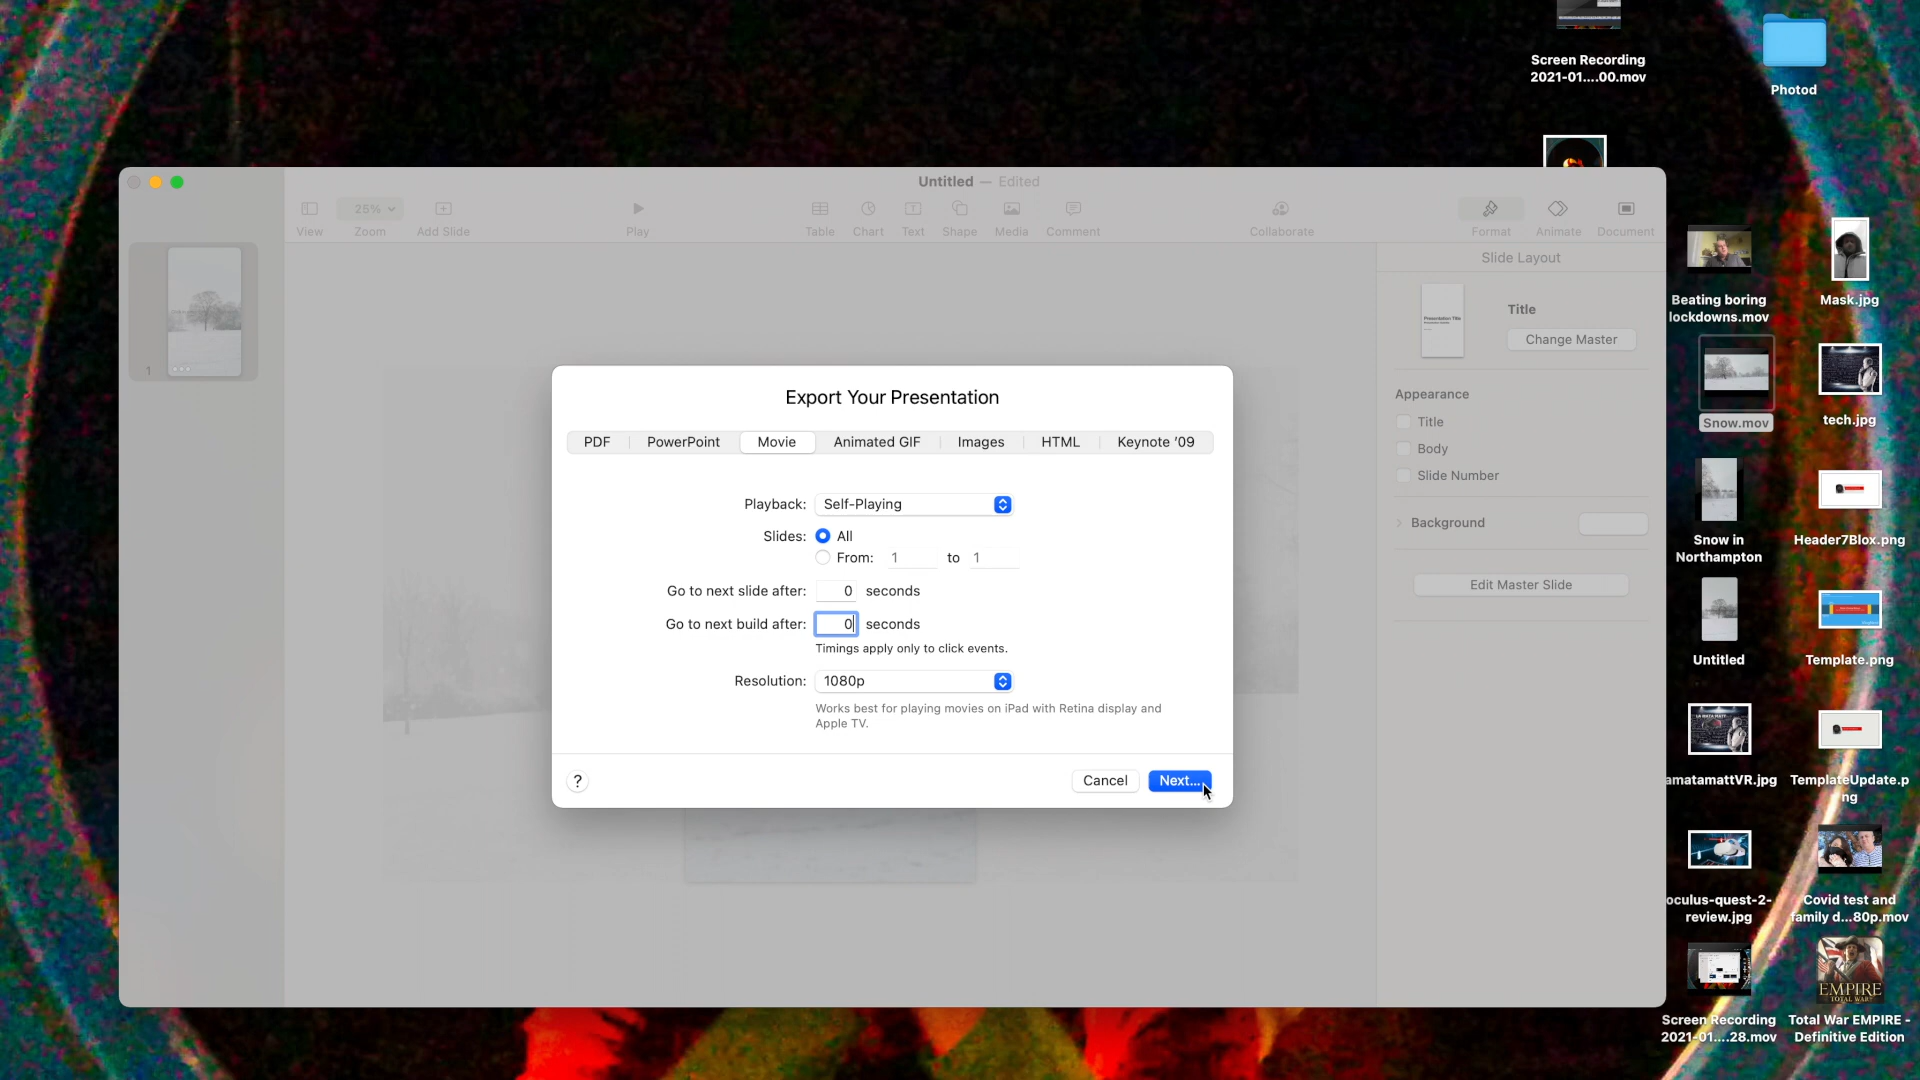 Screen Recording
2021-01....00.mov
Photod
Untitled — Edited
View
25%
Zoom
Add Slide
Play
Table
Chart
Text
Shape
Media
Comment
Collaborate
Format
Animate
Document
Slide Layout
Presentation Title
Title
Change Master
Appearance
Title
Body
Slide Number
Background
Edit Master Slide
1
Export Your Presentation
PDF
PowerPoint
Movie
Animated GIF
Images
HTML
Keynote ’09
Playback: Self-Playing
Slides: All
From: 1 to 1
Go to next slide after: 0 seconds
Go to next build after: 0 seconds
Timings apply only to click events.
Resolution: 1080p
Works best for playing movies on iPad with Retina display and
Apple TV.
?
Cancel
Next...
Beating boring
lockdowns.mov
Mask.jpg
Snow.mov
tech.jpg
Snow in
Northampton
Header7Blox.png
Untitled
Template.png
amatamattVR.jpg
TemplateUpdate.p
ng
oculus-quest-2-
review.jpg
Covid test and
family d...80p.mov
EMPIRE
TOTAL WAR
Screen Recording
2021-01....28.mov
Total War EMPIRE -
Definitive Edition